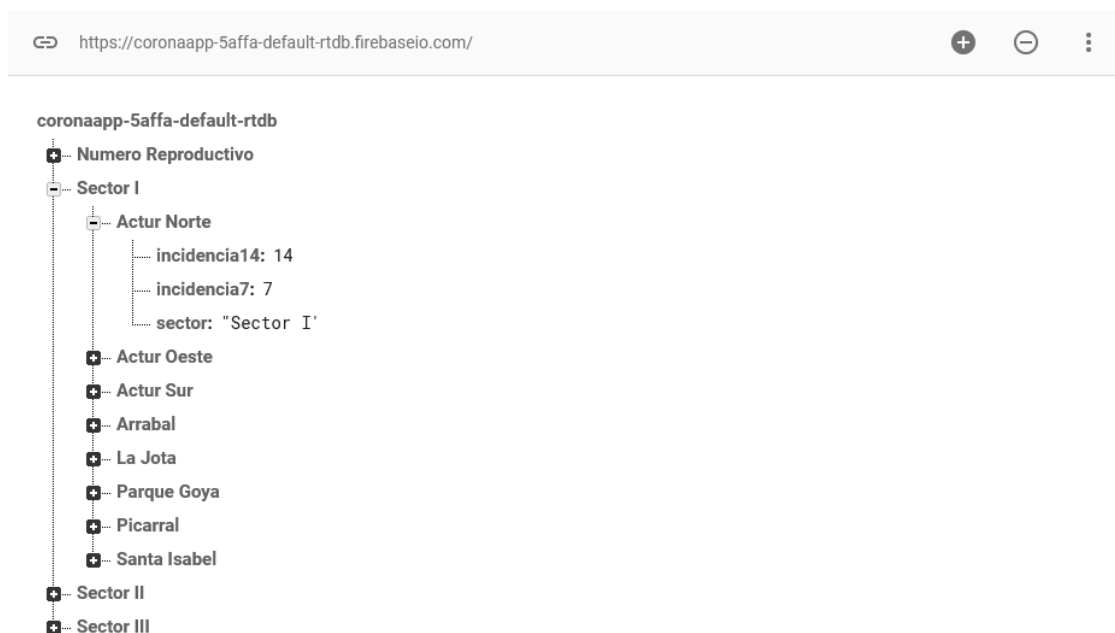 https://coronaapp-5affa-default-rtdb.firebaseio.com/
coronaapp-5affa-default-rtdb
Numero Reproductivo
Sector I
Actur Norte
incidencia14: 14
incidencia7: 7
sector: "Sector I"
Actur Oeste
Actur Sur
Arrabal
La Jota
Parque Goya
Picarral
Santa Isabel
Sector II
Sector III